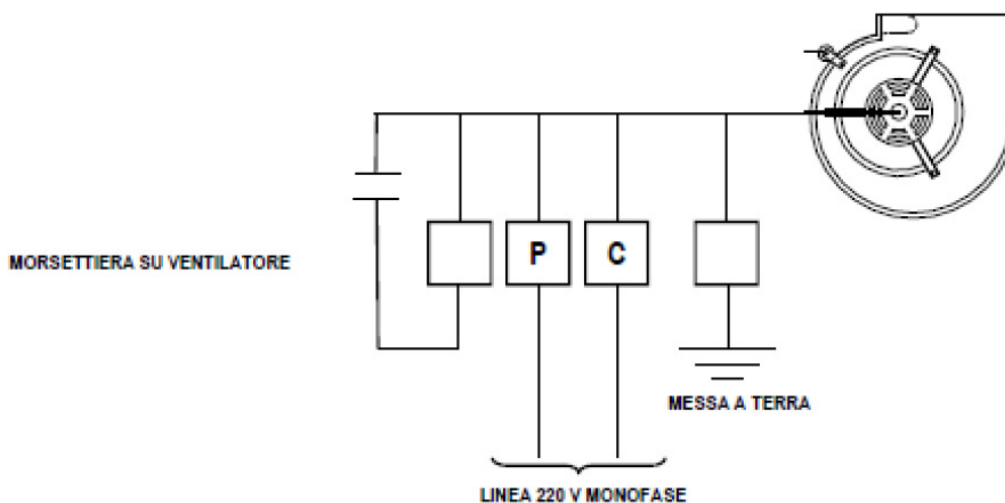 MORSETTIERA SU VENTILATORE
P
C
MESSA A TERRA
LINEA 220 V MONOFASE